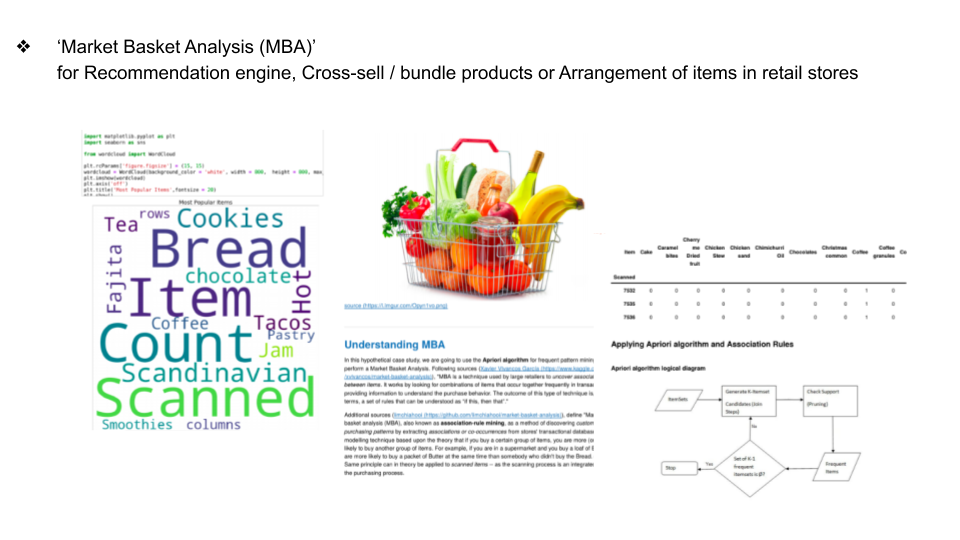 ❖ ‘Market Basket Analysis (MBA)’
for Recommendation engine, Cross-sell / bundle products or Arrangement of items in retail stores
import matplotlib.pyplot as plt
import seaborn as sns
from wordcloud import WordCloud
plt.rcParams['figure.figsize'] = (15, 15)
wordcloud = WordCloud(background_color = 'white', width = 800, height = 800, max_
plt.imshow(wordcloud)
plt.axis('off')
plt.title('Most Popular Items',fontsize = 20)
plt.show()
Most Popular Items
Tea rows Cookies
Bread
Fajita chocolate
Item Hot
Coffee Tacos
Pastry
Count Jam
Scandinavian
Scanned
Smoothies columns
source (https://i.imgur.com/
Understanding MBA
In this hypothetical case study, we are going to use the Apriori algorithm for frequent pattern minin
perform a Market Basket Analysis. Following sources (Xavier Vivancos García (https://www.kaggle.c
/xvivancos/market-basket-analysis)), "MBA is a technique used by large retailers to uncover associat
between items. It works by looking for combinations of items that occur together frequently in transac
providing information to understand the purchase behavior. The outcome of this type of technique is
terms, a set of rules that can be understood as "if this, then that"."
Additional sources (limchiahooi (https://github.com/limchiahooi/market-basket-analysis)), define "Ma
basket analysis (MBA), also known as association-rule mining, as a method of discovering custom
purchasing patterns by extracting associations or co-occurrences from stores' transactional database
modelling technique based upon the theory that if you buy a certain group of items, you are more (or
likely to buy another group of items. For example, if you are in a supermarket and you buy a loaf of B
are more likely to buy a packet of Butter at the same time than somebody who didn't buy the Bread.
Same principle can in theory be applied to scanned items -- as the scanning process is an integrate
the purchasing process.
Item Cake Caramel bites Cherry me Dried fruit Chicken Stew Chicken sand Chimichurri Oil Chocolates Christmas common Coffee Coffee granules Co
Scanned
7532 0 0 0 0 0 0 0 0 1 0
7535 0 0 0 0 0 0 0 0 1 0
7536 0 0 0 0 0 0 0 0 1 0
Applying Apriori algorithm and Association Rules
Apriori algorithm logical diagram
ItemSets
Generate K-itemset
Candidates (Join
Steps)
Check Support
(Pruning)
No
Set of K-1
frequent
itemsets is Ø?
Yes
Stop
Frequent
Items